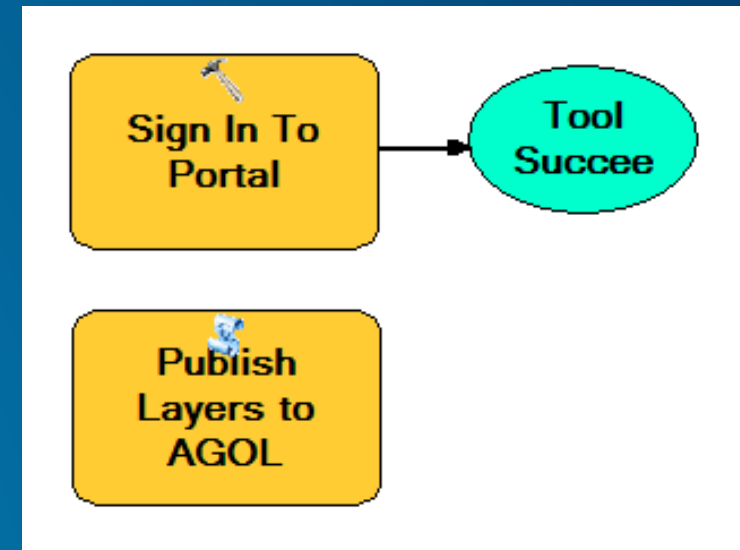 Sign In To
Portal
Tool
Succee
Publish
Layers to
AGOL